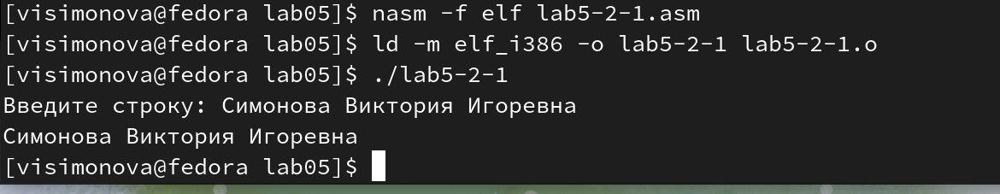 [visimonova@fedora lab05]$ nasm -f elf lab5-2-1.asm
[visimonova@fedora lab05]$ ld -m elf_i386 -o lab5-2-1 lab5-2-1.o
[visimonova@fedora lab05]$ ./lab5-2-1
Введите строку: Симонова Виктория Игоревна
Симонова Виктория Игоревна
[visimonova@fedora lab05]$